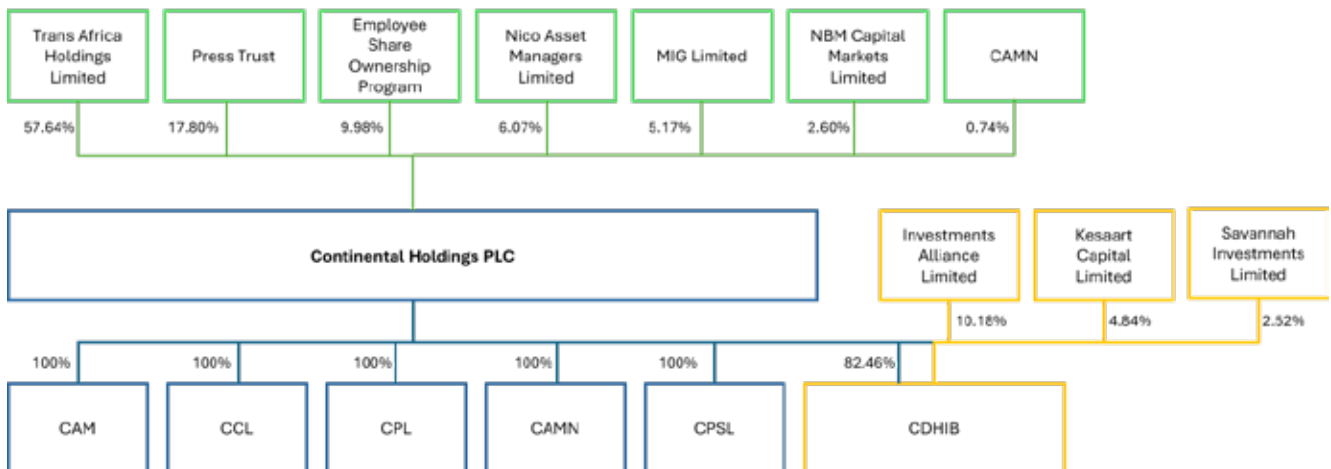 Trans Africa
Holdings
Limited
Press Trust
Employee
Share
Ownership
Program
Nico Asset
Managers
Limited
MIG Limited
NBM Capital
Markets
Limited
CAMN
57.64%
17.80%
9.98%
6.07%
5.17%
2.60%
0.74%
Continental Holdings PLC
Investments
Alliance
Limited
Kesaart
Capital
Limited
Savannah
Investments
Limited
10.18%
4.84%
2.52%
100%
100%
100%
100%
100%
82.46%
CAM
CCL
CPL
CAMN
CPSL
CDHIB